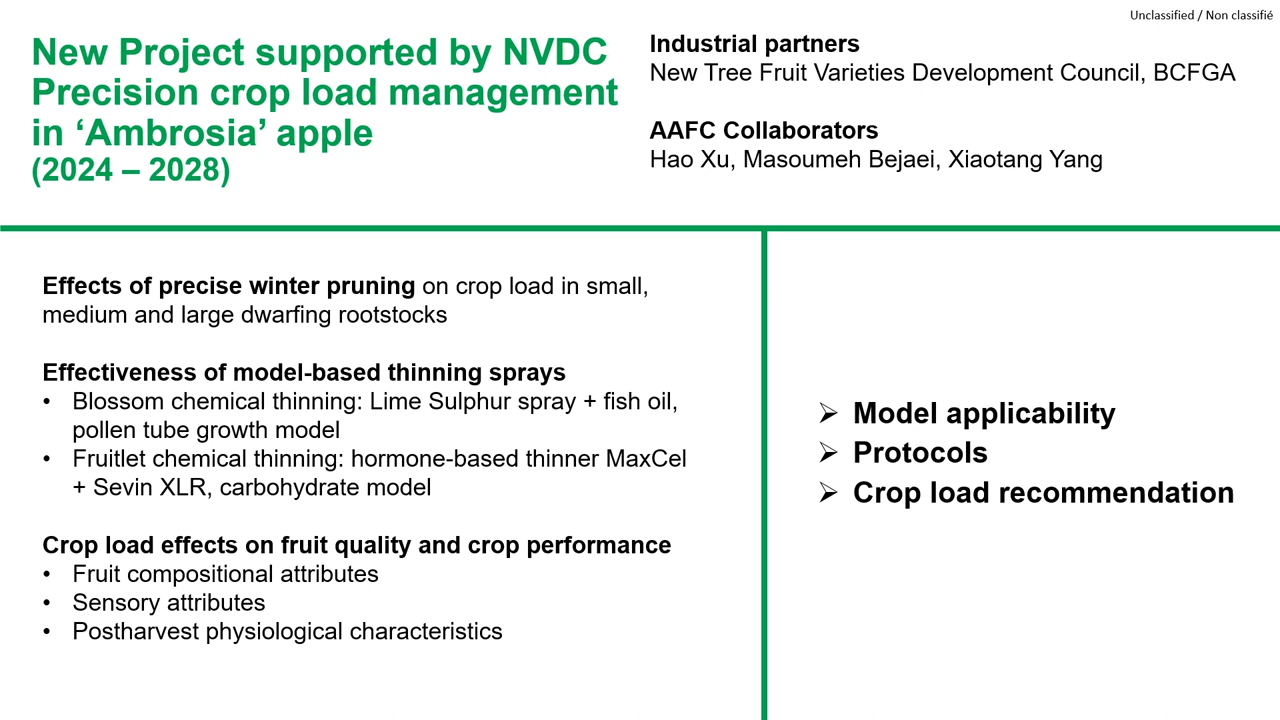 Unclassified / Non classifié
New Project supported by NVDC
Precision crop load management
in ‘Ambrosia’ apple
(2024 – 2028)
Industrial partners
New Tree Fruit Varieties Development Council, BCFGA
AAFC Collaborators
Hao Xu, Masoumeh Bejaei, Xiaotang Yang
Effects of precise winter pruning on crop load in small,
medium and large dwarfing rootstocks
Effectiveness of model-based thinning sprays
• Blossom chemical thinning: Lime Sulphur spray + fish oil,
pollen tube growth model
• Fruitlet chemical thinning: hormone-based thinner MaxCel
+ Sevin XLR, carbohydrate model
Crop load effects on fruit quality and crop performance
• Fruit compositional attributes
• Sensory attributes
• Postharvest physiological characteristics
➢ Model applicability
➢ Protocols
➢ Crop load recommendation